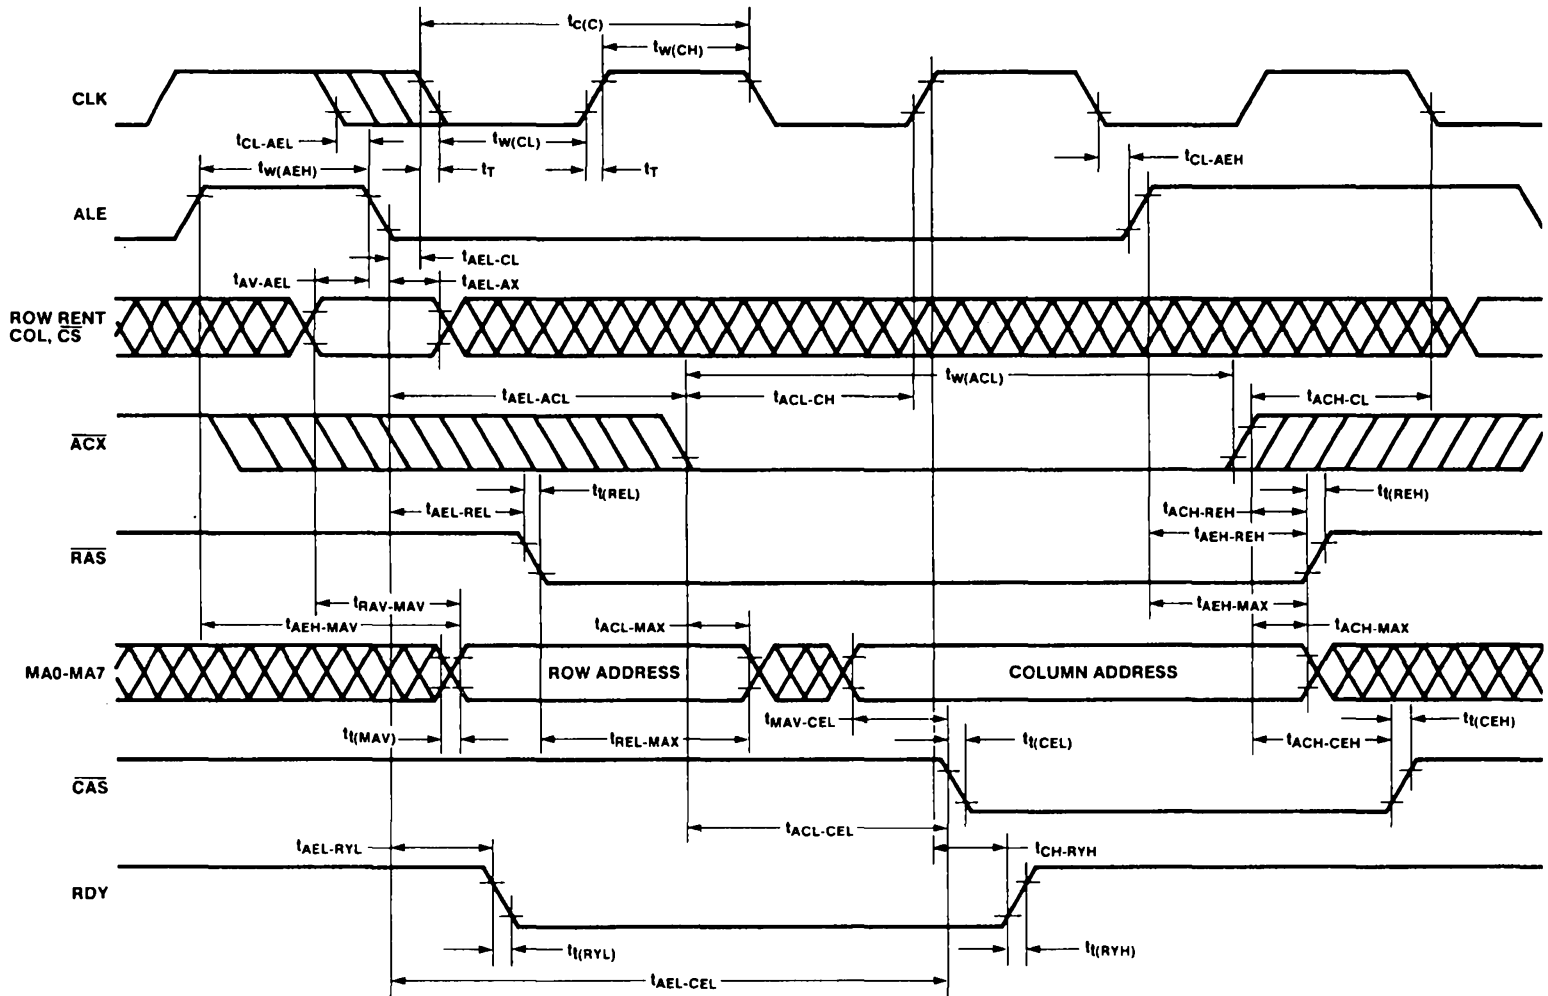 tC(C)
tW(CH)
CLK
tCL-AEL
tW(CL)
tW(AEH)
tT
tT
tCL-AEH
ALE
tAEL-CL
tAV-AEL
tAEL-AX
ROW RENT
COL, C̅S̅
tW(ACL)
tAEL-ACL
tACL-CH
tACH-CL
A̅C̅X̅
tt(REL)
tt(REH)
tAEL-REL
tACH-REH
tAEH-REH
R̅A̅S̅
tRAV-MAV
tAEH-MAX
tAEH-MAV
tACL-MAX
tACH-MAX
MA0-MA7
ROW ADDRESS
COLUMN ADDRESS
tMAV-CEL
tt(MAV)
tREL-MAX
tt(CEL)
tACH-CEH
tt(CEH)
C̅A̅S̅
tACL-CEL
tAEL-RYL
tCH-RYH
RDY
tt(RYL)
tt(RYH)
tAEL-CEL